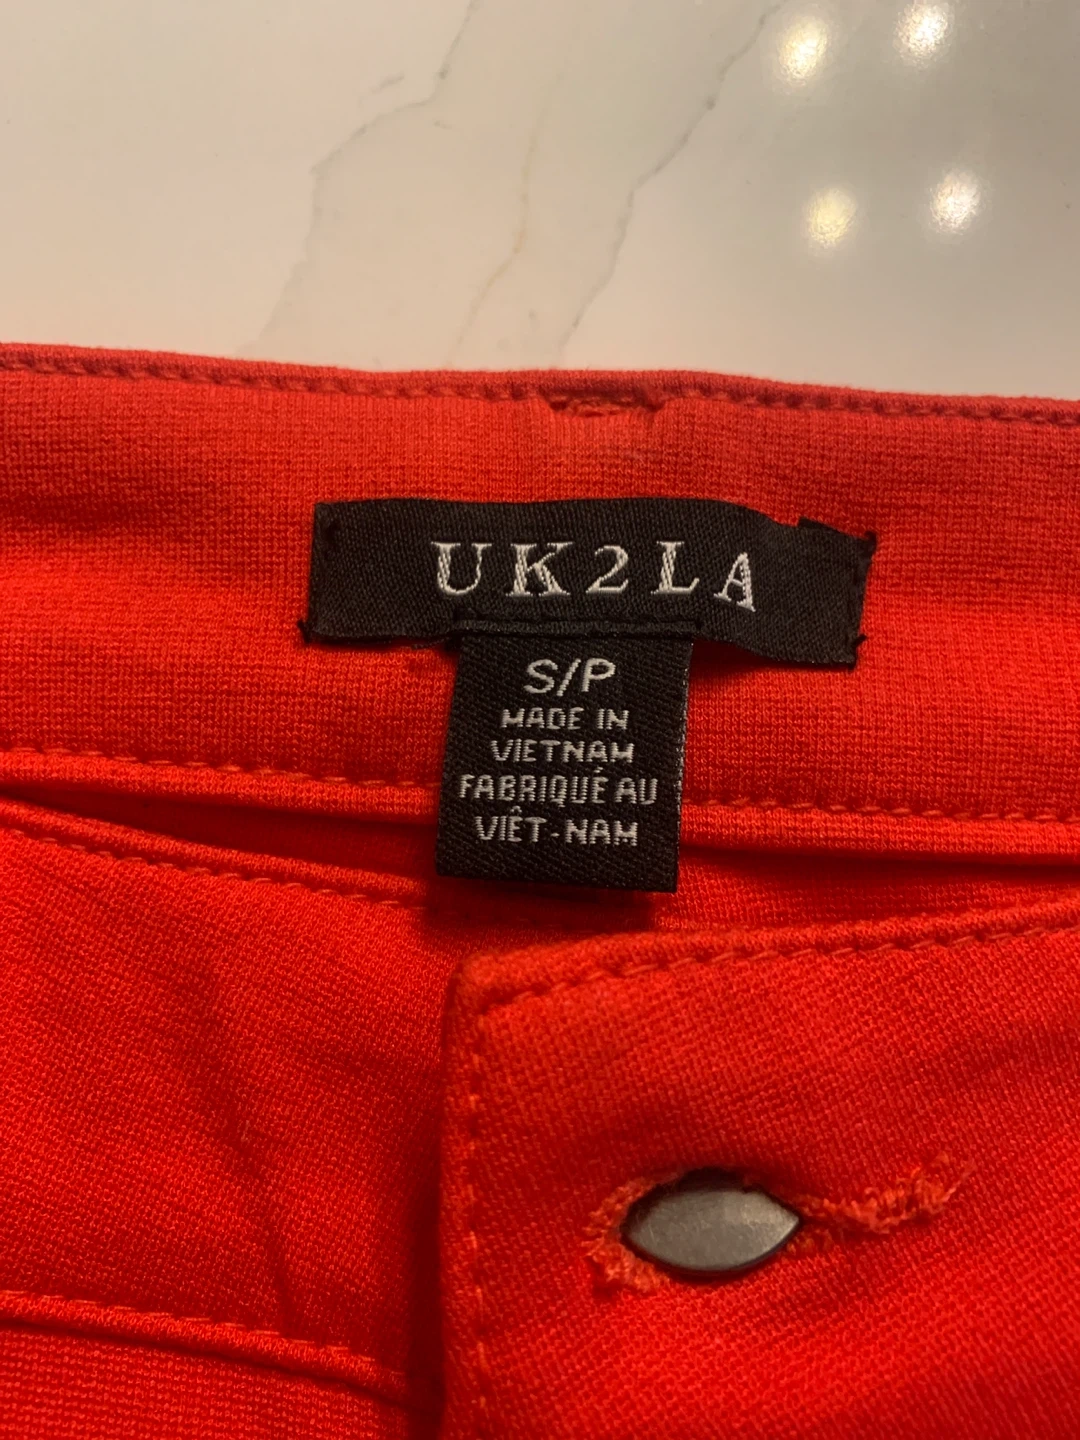 UK2LA
S/P
MADE IN
VIETNAM
FABRIQUÉ AU
VIÊT-NAM